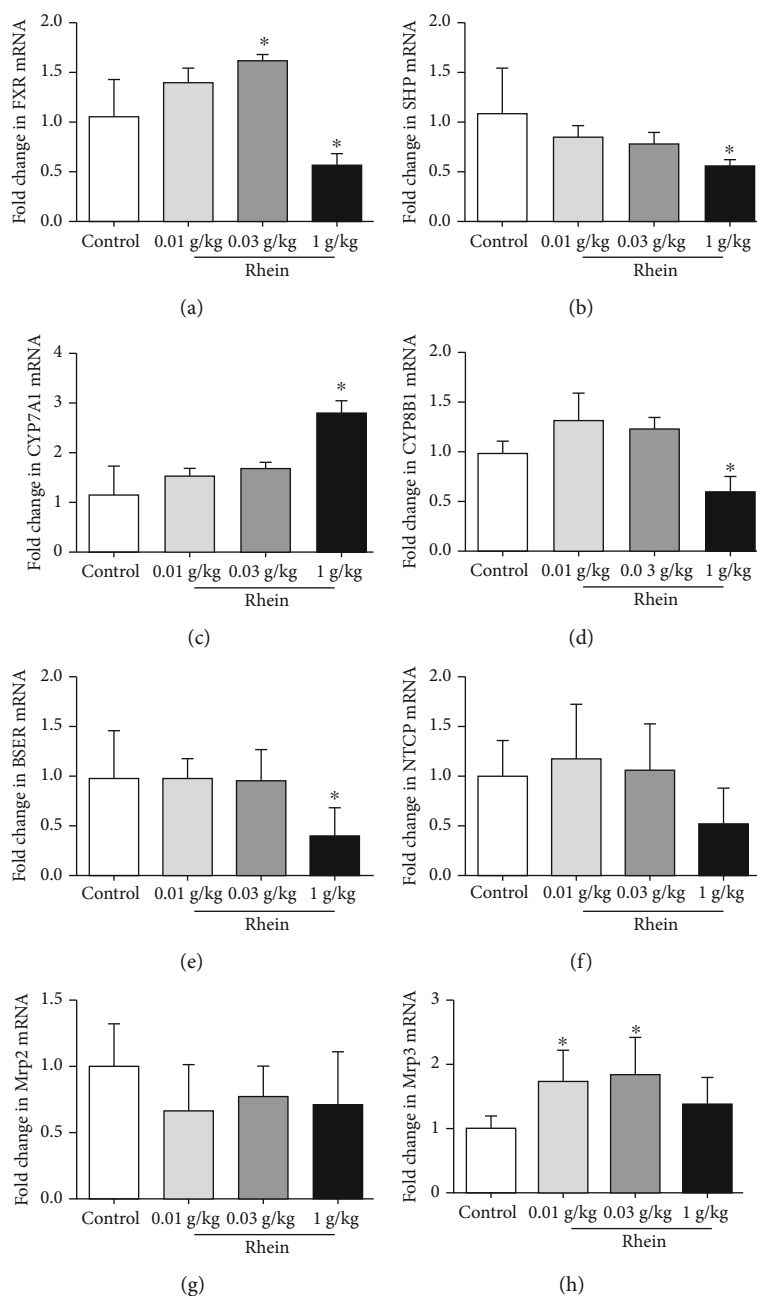 Fold change in FXR mRNA
2.0
1.5
1.0
0.5
0.0
*
*
Control 0.01 g/kg 0.03 g/kg 1 g/kg
Rhein
(a)
Fold change in SHP mRNA
2.0
1.5
1.0
0.5
0.0
*
Control 0.01 g/kg 0.03 g/kg 1 g/kg
Rhein
(b)
Fold change in CYP7A1 mRNA
4
3
2
1
0
*
Control 0.01 g/kg 0.03 g/kg 1 g/kg
Rhein
(c)
Fold change in CYP8B1 mRNA
2.0
1.5
1.0
0.5
0.0
*
Control 0.01 g/kg 0.0 3 g/kg 1 g/kg
Rhein
(d)
Fold change in BSER mRNA
2.0
1.5
1.0
0.5
0.0
*
Control 0.01 g/kg 0.03 g/kg 1 g/kg
Rhein
(e)
Fold change in NTCP mRNA
2.0
1.5
1.0
0.5
0.0
Control 0.01 g/kg 0.03 g/kg 1 g/kg
Rhein
(f)
Fold change in Mrp2 mRNA
1.5
1.0
0.5
0.0
Control 0.01 g/kg 0.03 g/kg 1 g/kg
Rhein
(g)
Fold change in Mrp3 mRNA
3
2
1
0
*
*
Control 0.01 g/kg 0.03 g/kg 1 g/kg
Rhein
(h)